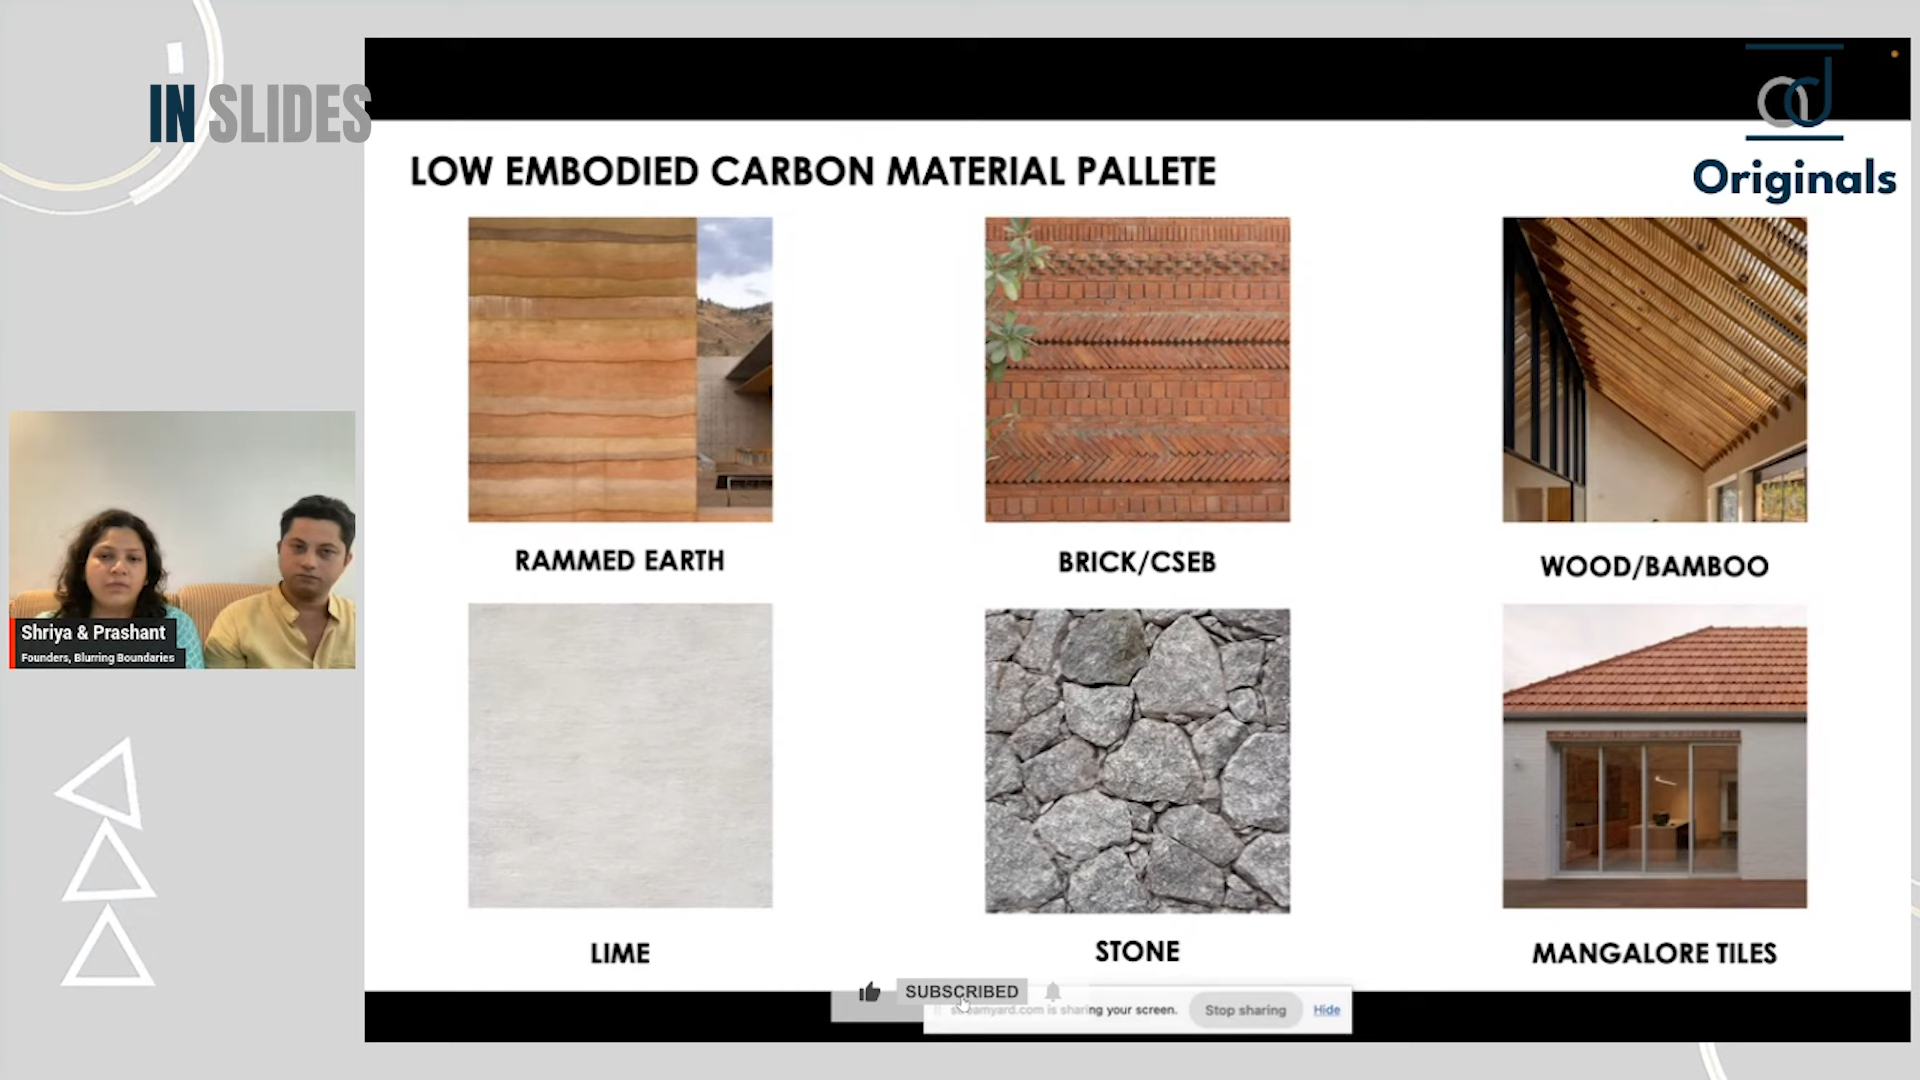 IN SLIDES
ad
Originals
LOW EMBODIED CARBON MATERIAL PALLETE
RAMMED EARTH
BRICK/CSEB
WOOD/BAMBOO
LIME
STONE
MANGALORE TILES
Shriya & Prashant
Founders, Blurring Boundaries
SUBSCRIBED
streamyard.com is sharing your screen.
Stop sharing
Hide